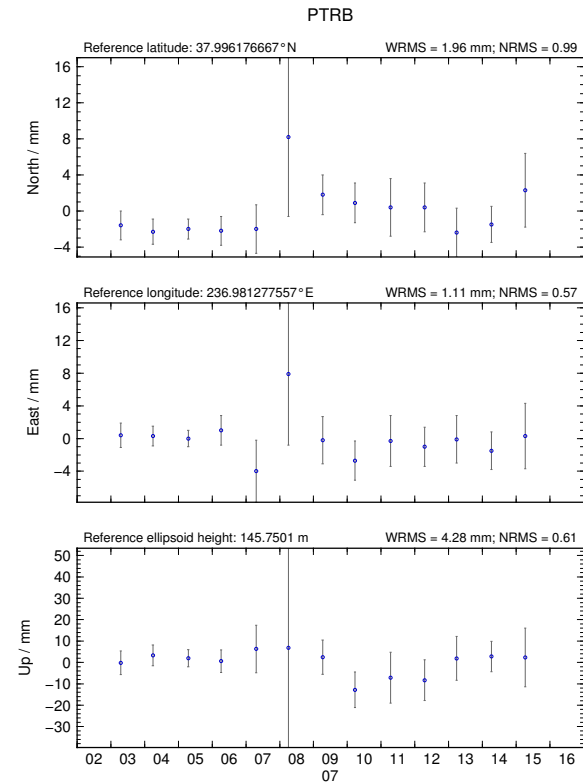 PTRB
Reference latitude: 37.996176667°N WRMS = 1.96 mm; NRMS = 0.99
16
12
8
4
0
−4
North / mm
Reference longitude: 236.981277557°E WRMS = 1.11 mm; NRMS = 0.57
16
12
8
4
0
−4
East / mm
Reference ellipsoid height: 145.7501 m WRMS = 4.28 mm; NRMS = 0.61
50
40
30
20
10
0
−10
−20
−30
Up / mm
02 03 04 05 06 07 08 09 10 11 12 13 14 15 16
07